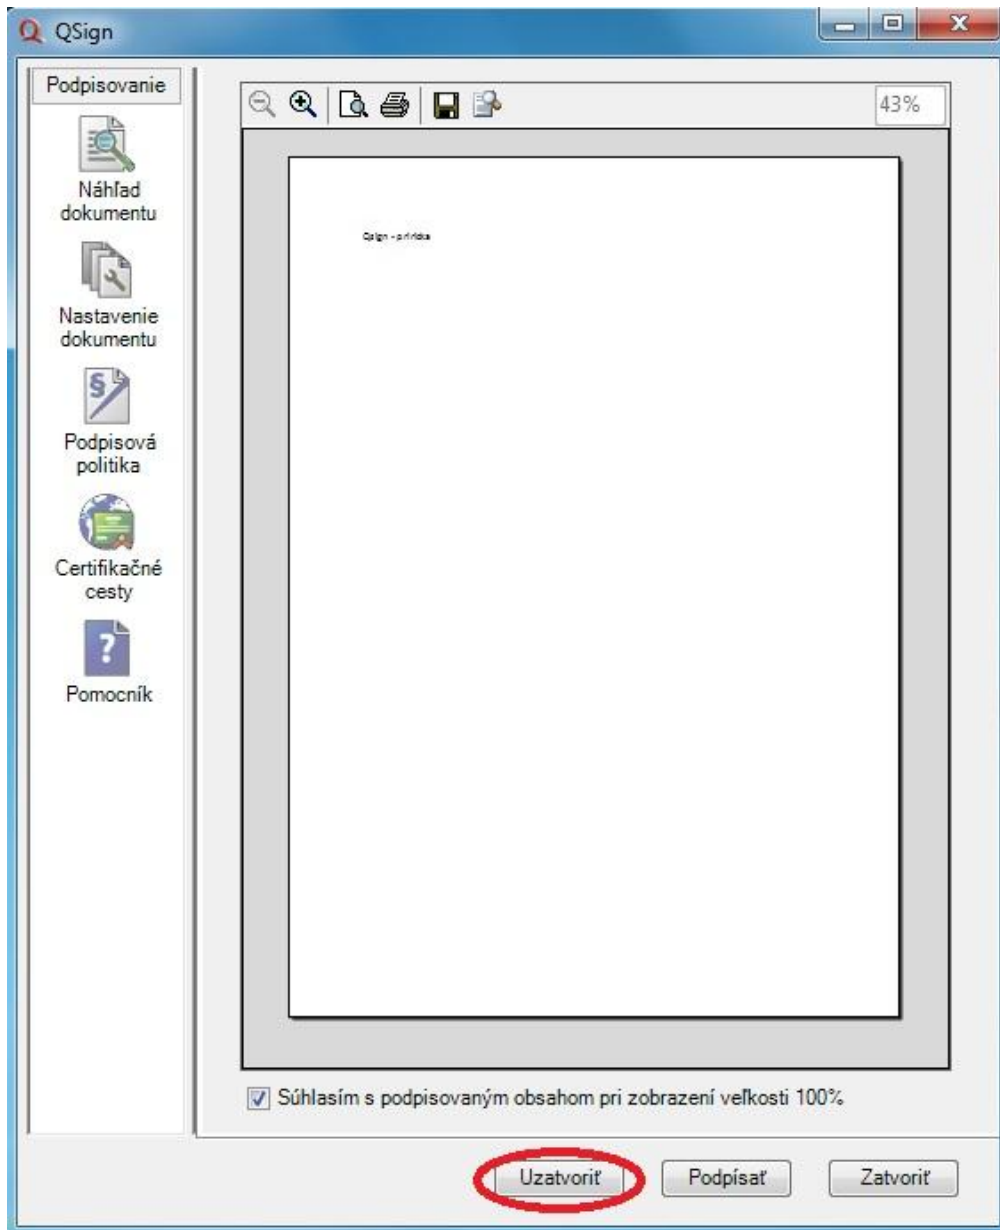 QSign
Podpisovanie
Náhľad
dokumentu
Nastavenie
dokumentu
Podpisová
politika
Certifikačné
cesty
Pomocník
43%
Súhlasím s podpisovaným obsahom pri zobrazení veľkosti 100%
Uzatvoriť
Podpísať
Zatvoriť